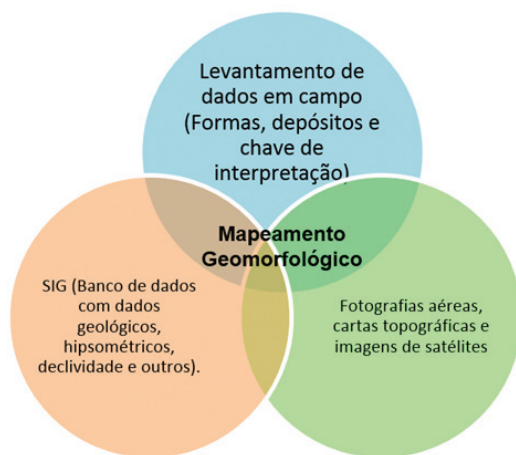 Levantamento de
dados em campo
(Formas, depósitos e
chave de
interpretação)
Mapeamento
Geomorfológico
SIG (Banco de dados
com dados
geológicos,
hipsométricos,
declividade e outros).
Fotografias aéreas,
cartas topográficas e
imagens de satélites